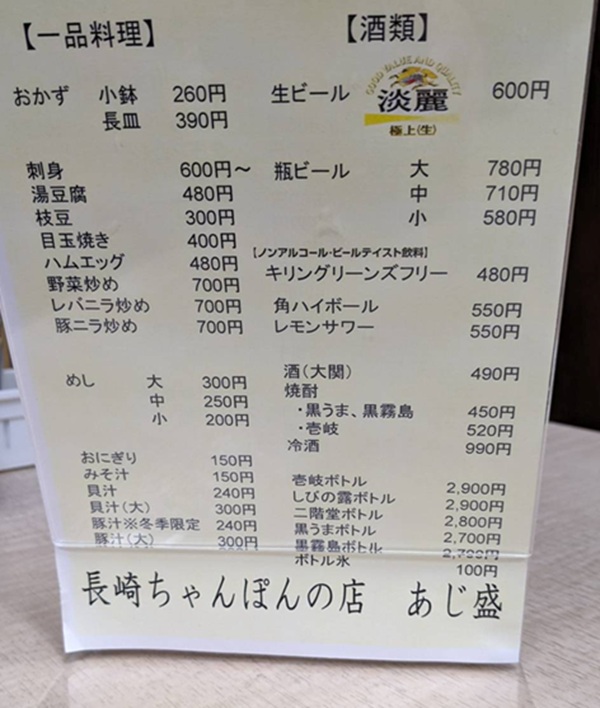 【一品料理】
おかず 小鉢 260円
長皿 390円
刺身 600円～
湯豆腐 480円
枝豆 300円
目玉焼き 400円
ハムエッグ 480円
野菜炒め 700円
レバニラ炒め 700円
豚ニラ炒め 700円
めし 大 300円
中 250円
小 200円
おにぎり 150円
みそ汁 150円
貝汁 240円
貝汁(大) 300円
豚汁※冬季限定 240円
豚汁(大) 300円
【酒類】
GOOD VALUE AND QUALITY
淡麗
極上〈生〉
生ビール 600円
瓶ビール 大 780円
中 710円
小 580円
【ノンアルコール・ビールテイスト飲料】
キリングリーンズフリー 480円
角ハイボール 550円
レモンサワー 550円
酒(大関) 490円
焼酎
・黒うま、黒霧島 450円
・壱岐 520円
冷酒 990円
壱岐ボトル 2,900円
しびの露ボトル 2,900円
二階堂ボトル 2,800円
黒うまボトル 2,700円
黒霧島ボトル 2,700円
ボトル氷 100円
長崎ちゃんぽんの店 あじ盛